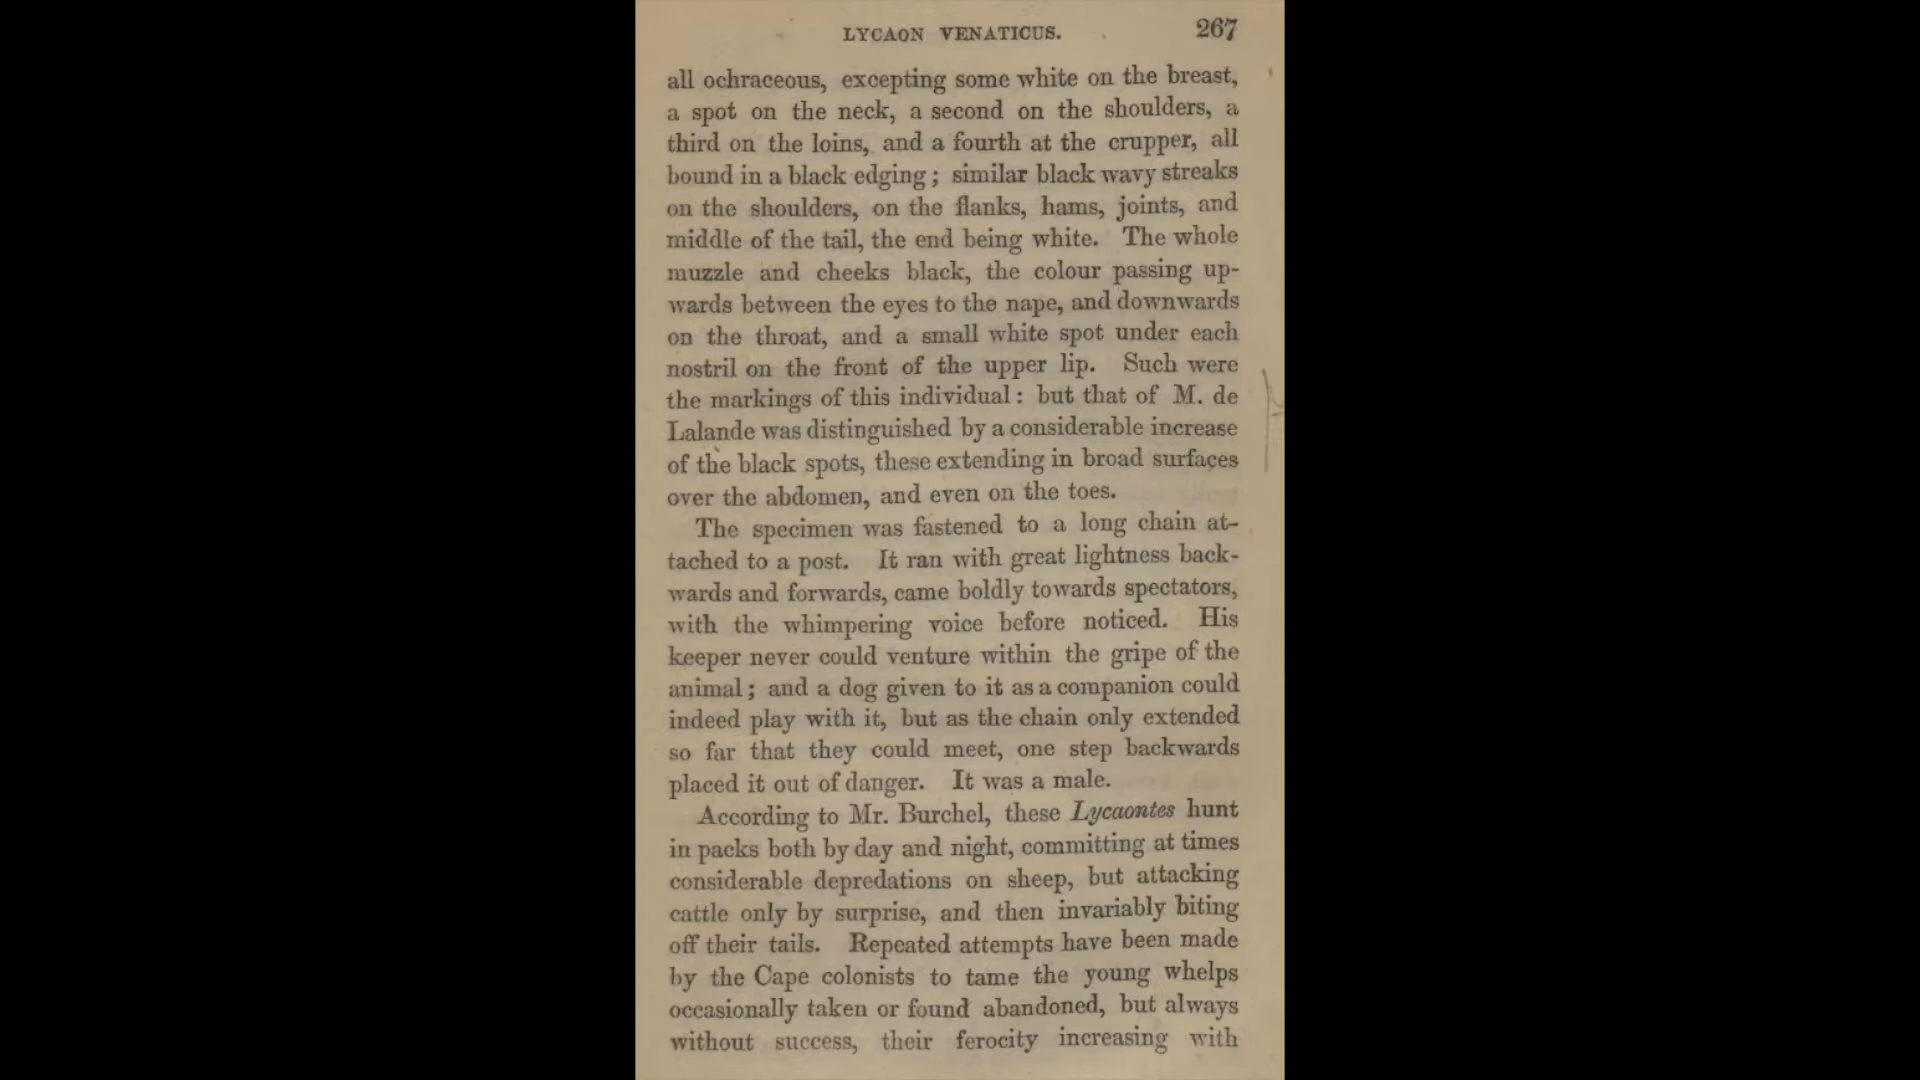 LYCAON VENATICUS. 267
all ochraceous, excepting some white on the breast,
a spot on the neck, a second on the shoulders, a
third on the loins, and a fourth at the crupper, all
bound in a black edging; similar black wavy streaks
on the shoulders, on the flanks, hams, joints, and
middle of the tail, the end being white. The whole
muzzle and cheeks black, the colour passing up-
wards between the eyes to the nape, and downwards
on the throat, and a small white spot under each
nostril on the front of the upper lip. Such were
the markings of this individual: but that of M. de
Lalande was distinguished by a considerable increase
of the black spots, these extending in broad surfaces
over the abdomen, and even on the toes.
The specimen was fastened to a long chain at-
tached to a post. It ran with great lightness back-
wards and forwards, came boldly towards spectators,
with the whimpering voice before noticed. His
keeper never could venture within the gripe of the
animal; and a dog given to it as a companion could
indeed play with it, but as the chain only extended
so far that they could meet, one step backwards
placed it out of danger. It was a male.
According to Mr. Burchel, these Lycaontes hunt
in packs both by day and night, committing at times
considerable depredations on sheep, but attacking
cattle only by surprise, and then invariably biting
off their tails. Repeated attempts have been made
by the Cape colonists to tame the young whelps
occasionally taken or found abandoned, but always
without success, their ferocity increasing with